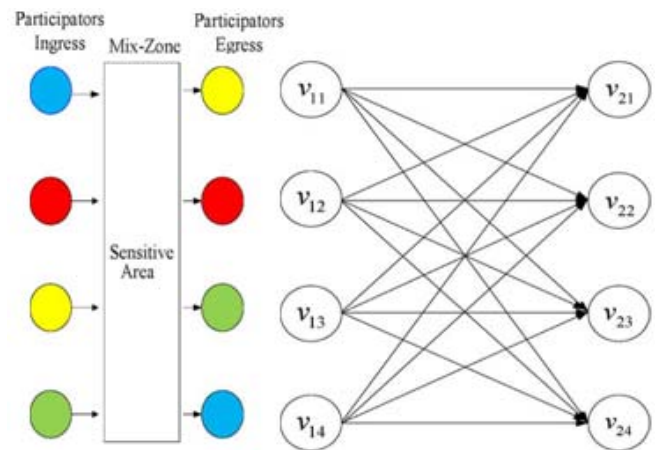 Participators
Ingress
Mix-Zone
Participators
Egress
Sensitive
Area
v11
v12
v13
v14
v21
v22
v23
v24